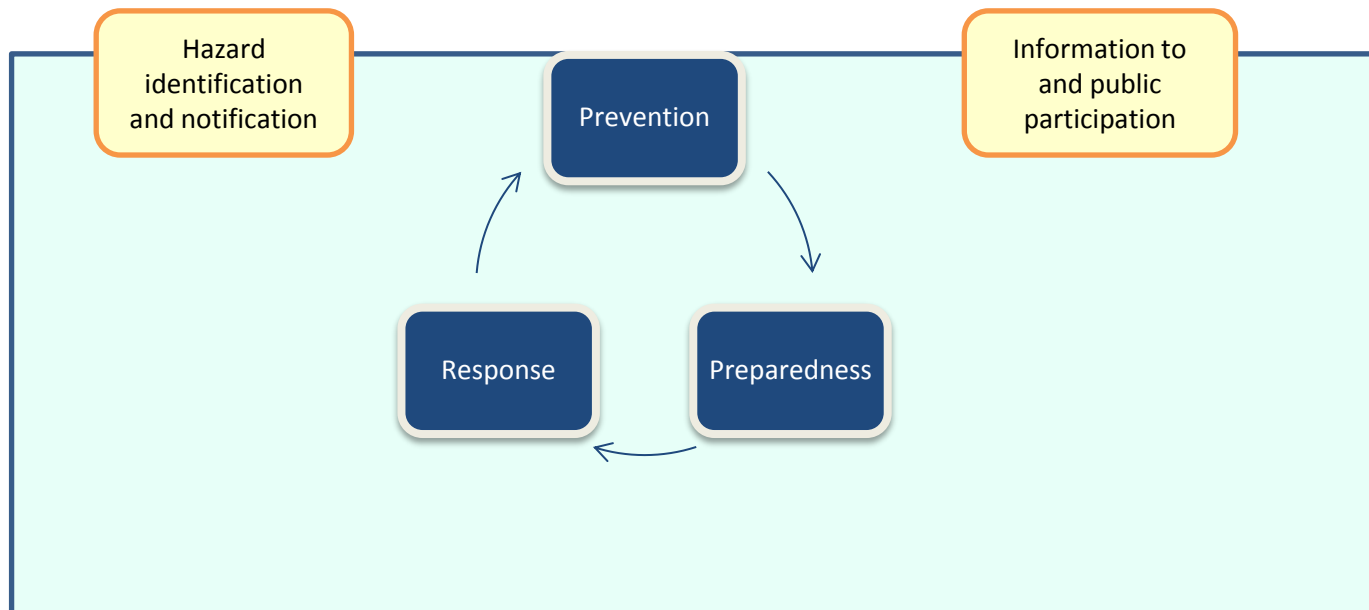 Hazard
identification
and notification
Prevention
Information to
and public
participation
Response
Preparedness